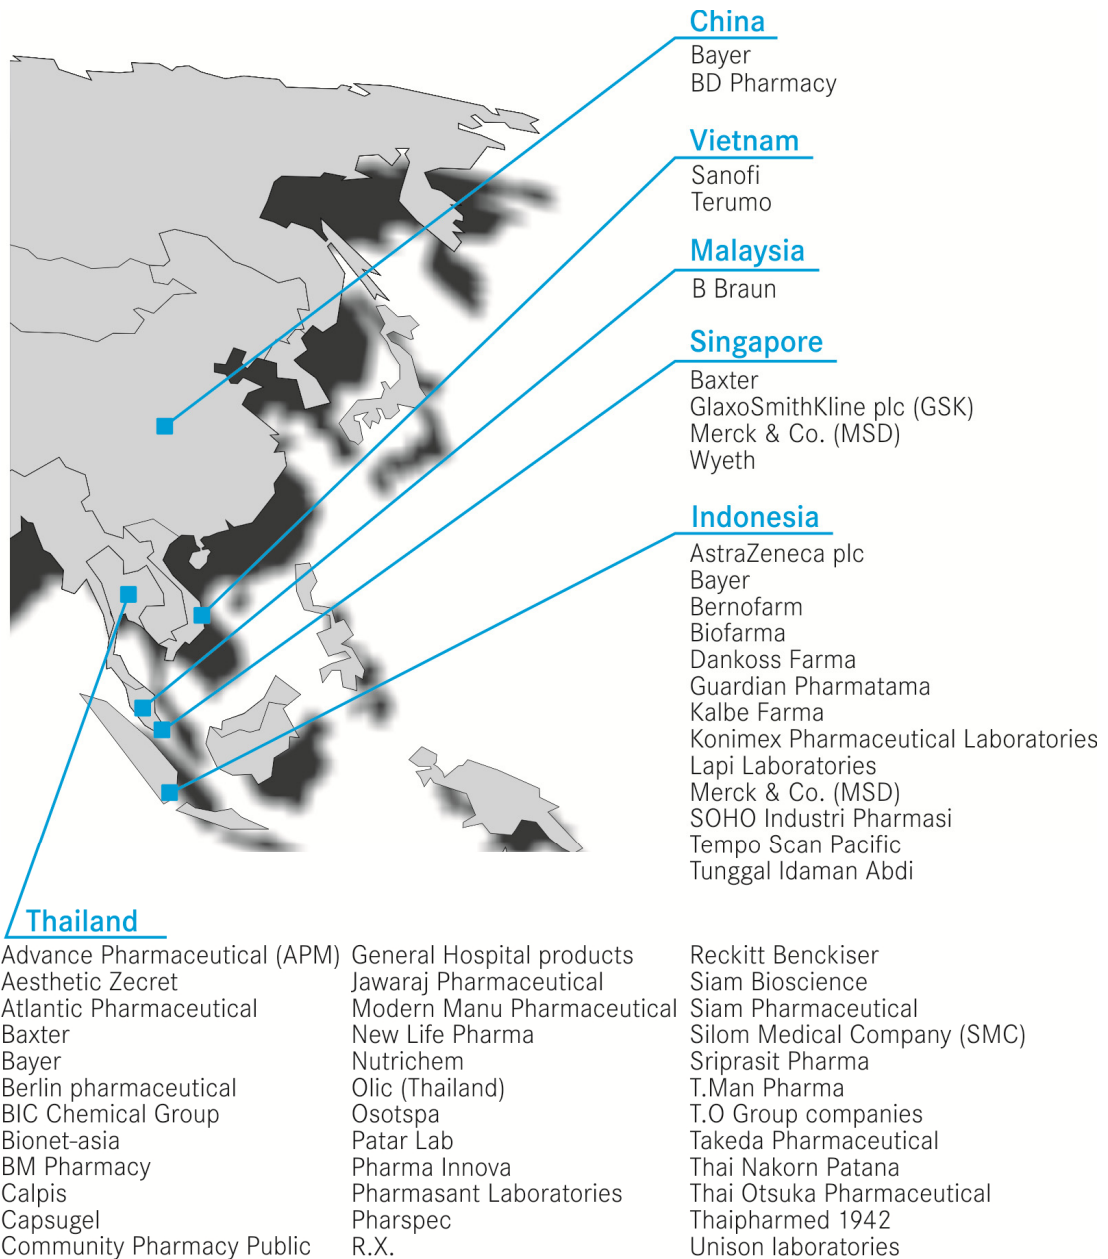 China
Bayer
BD Pharmacy
Vietnam
Sanofi
Terumo
Malaysia
B Braun
Singapore
Baxter
GlaxoSmithKline plc (GSK)
Merck & Co. (MSD)
Wyeth
Indonesia
AstraZeneca plc
Bayer
Bernofarm
Biofarma
Dankoss Farma
Guardian Pharmatama
Kalbe Farma
Konimex Pharmaceutical Laboratories
Lapi Laboratories
Merck & Co. (MSD)
SOHO Industri Pharmasi
Tempo Scan Pacific
Tunggal Idaman Abdi
Thailand
Advance Pharmaceutical (APM)
Aesthetic Zecret
Atlantic Pharmaceutical
Baxter
Bayer
Berlin pharmaceutical
BIC Chemical Group
Bionet-asia
BM Pharmacy
Calpis
Capsugel
Community Pharmacy Public
General Hospital products
Jawaraj Pharmaceutical
Modern Manu Pharmaceutical
New Life Pharma
Nutrichem
Olic (Thailand)
Osotspa
Patar Lab
Pharma Innova
Pharmasant Laboratories
Pharspec
R.X.
Reckitt Benckiser
Siam Bioscience
Siam Pharmaceutical
Silom Medical Company (SMC)
Sriprasit Pharma
T.Man Pharma
T.O Group companies
Takeda Pharmaceutical
Thai Nakorn Patana
Thai Otsuka Pharmaceutical
Thaipharmed 1942
Unison laboratories